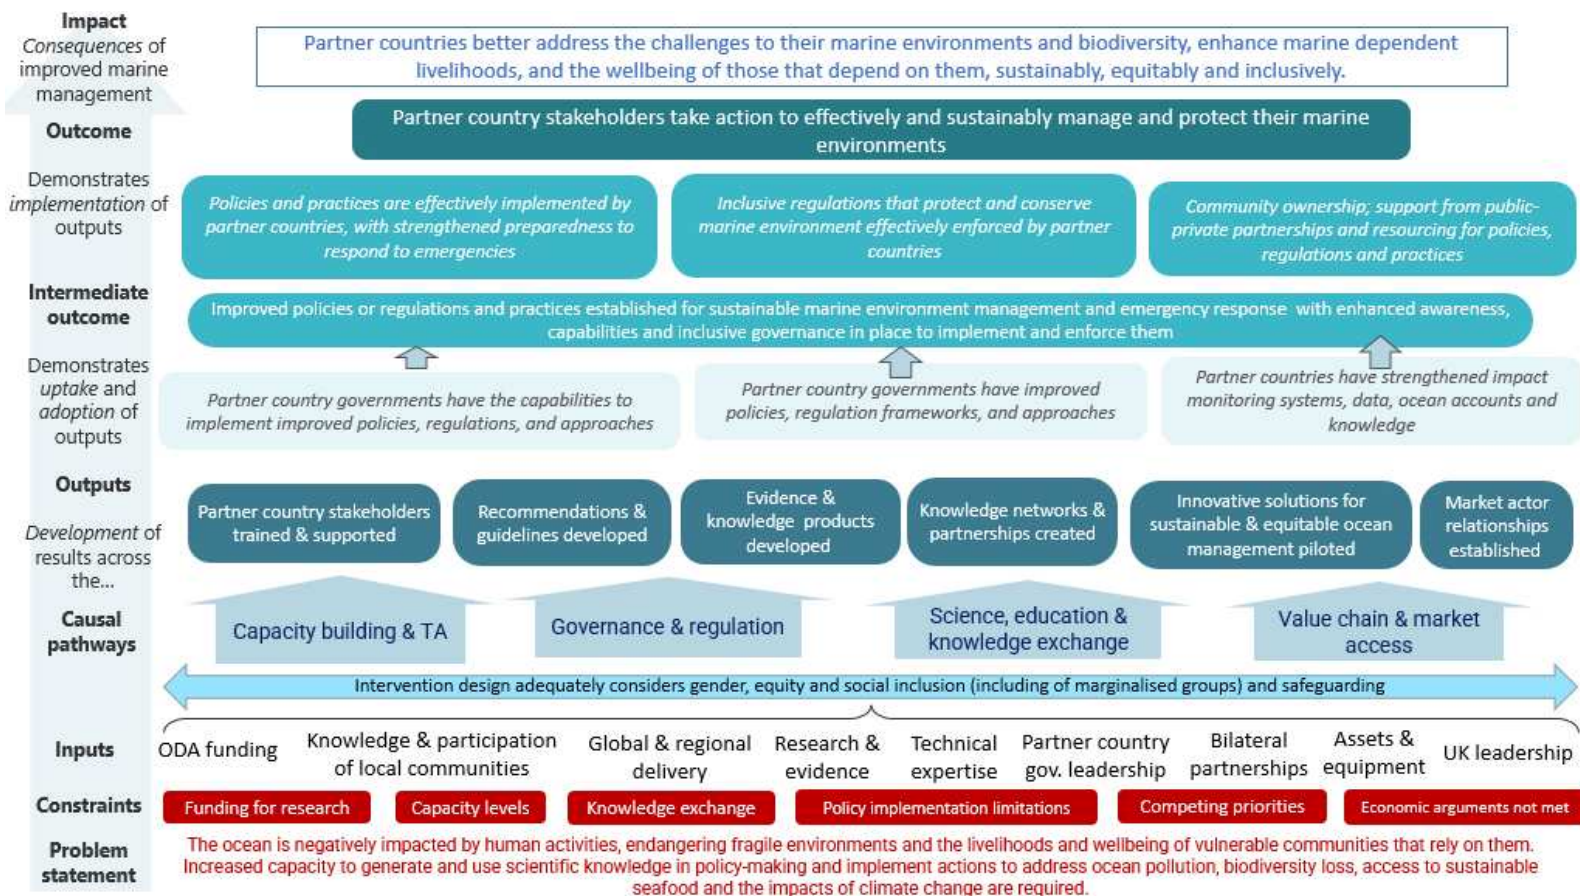 Impact
Consequences of
improved marine
management
Partner countries better address the challenges to their marine environments and biodiversity, enhance marine dependent
livelihoods, and the wellbeing of those that depend on them, sustainably, equitably and inclusively.
Outcome
Partner country stakeholders take action to effectively and sustainably manage and protect their marine
environments
Demonstrates
implementation of
outputs
Policies and practices are effectively implemented by
partner countries, with strengthened preparedness to
respond to emergencies
Inclusive regulations that protect and conserve
marine environment effectively enforced by partner
countries
Community ownership; support from public-
private partnerships and resourcing for policies,
regulations and practices
Intermediate
outcome
Improved policies or regulations and practices established for sustainable marine environment management and emergency response with enhanced awareness,
capabilities and inclusive governance in place to implement and enforce them
Demonstrates
uptake and
adoption of
outputs
Partner country governments have the capabilities to
implement improved policies, regulations, and approaches
Partner country governments have improved
policies, regulation frameworks, and approaches
Partner countries have strengthened impact
monitoring systems, data, ocean accounts and
knowledge
Outputs
Development of
results across
the...
Partner country stakeholders
trained & supported
Recommendations &
guidelines developed
Evidence &
knowledge products
developed
Knowledge networks &
partnerships created
Innovative solutions for
sustainable & equitable ocean
management piloted
Market actor
relationships
established
Causal
pathways
Capacity building & TA
Governance & regulation
Science, education &
knowledge exchange
Value chain & market
access
Intervention design adequately considers gender, equity and social inclusion (including of marginalised groups) and safeguarding
Inputs
ODA funding
Knowledge & participation
of local communities
Global & regional
delivery
Research &
evidence
Technical
expertise
Partner country
gov. leadership
Bilateral
partnerships
Assets &
equipment
UK leadership
Constraints
Funding for research
Capacity levels
Knowledge exchange
Policy implementation limitations
Competing priorities
Economic arguments not met
Problem
statement
The ocean is negatively impacted by human activities, endangering fragile environments and the livelihoods and wellbeing of vulnerable communities that rely on them.
Increased capacity to generate and use scientific knowledge in policy-making and implement actions to address ocean pollution, biodiversity loss, access to sustainable
seafood and the impacts of climate change are required.